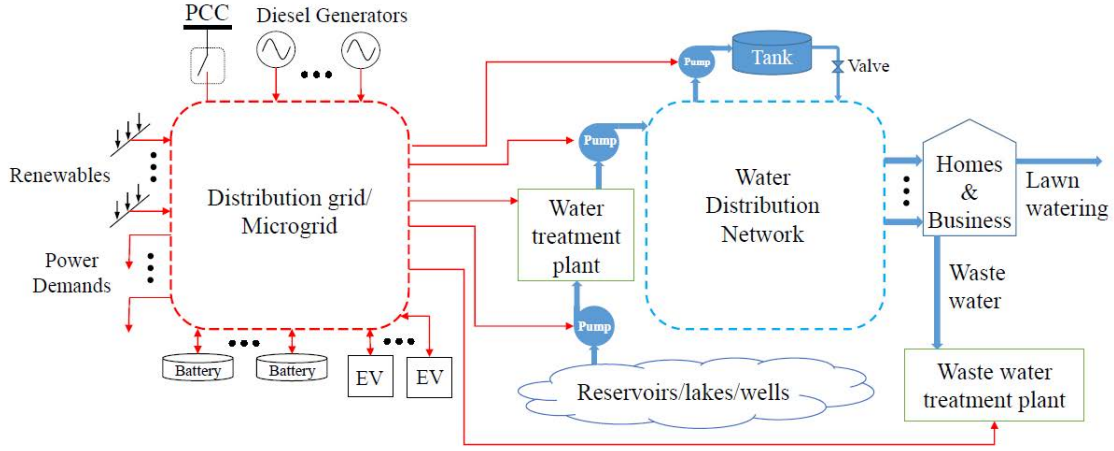 PCC
Diesel Generators
Renewables
Distribution grid/
Microgrid
Power
Demands
Battery
Battery
EV
EV
Pump
Tank
Valve
Pump
Water
treatment
plant
Pump
Reservoirs/lakes/wells
Water
Distribution
Network
Homes
&
Business
Lawn
watering
Waste
water
Waste water
treatment plant